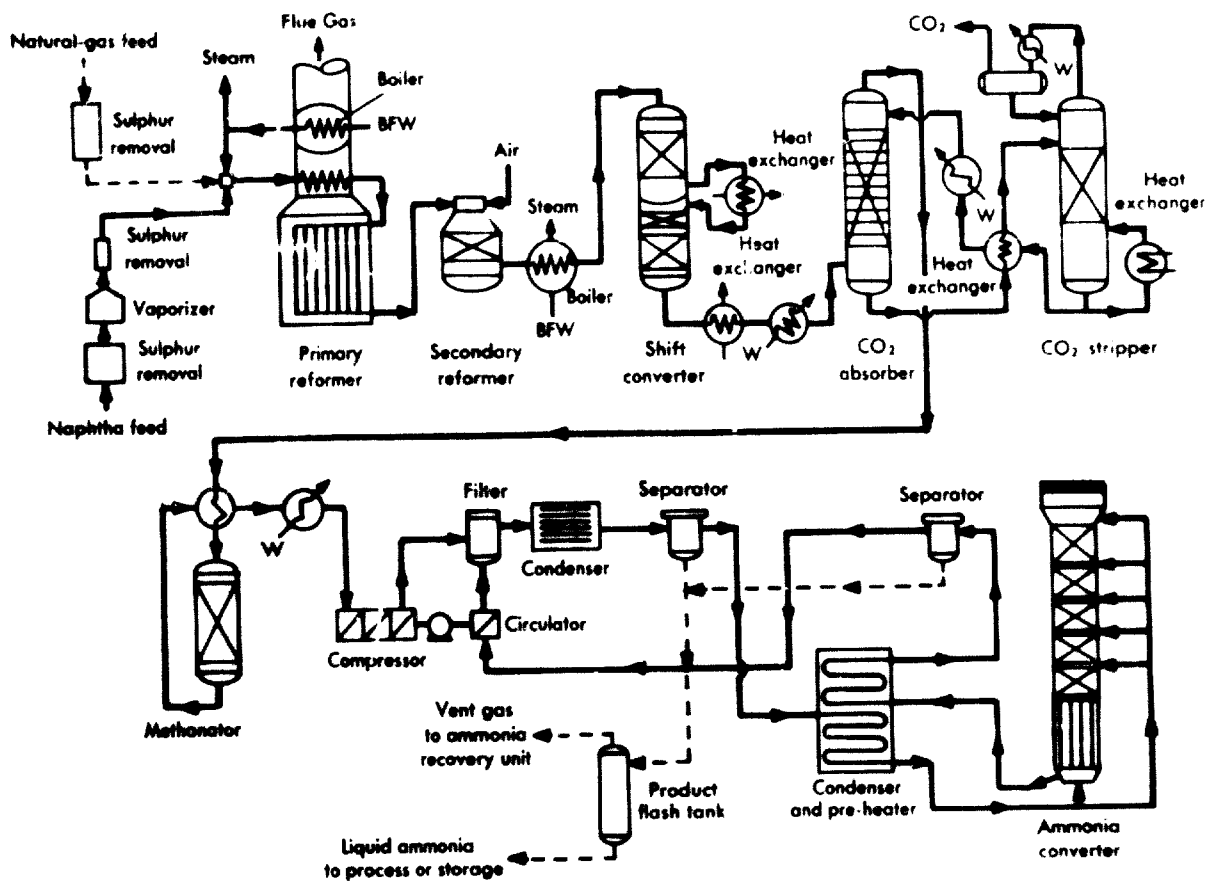 Flue Gas
Natural-gas feed
Steam
Boiler
BFW
Sulphur
removal
Air
Steam
Boiler
BFW
Heat
exchanger
Heat
exchanger
W
CO₂
W
W
Heat
exchanger
Heat
exchanger
Sulphur
removal
Vaporizer
Sulphur
removal
Naphtha feed
Primary
reformer
Secondary
reformer
Shift
converter
CO₂
absorber
CO₂ stripper
W
Filter
Condenser
Separator
Separator
Circulator
Compressor
Methanator
Vent gas
to ammonia
recovery unit
Product
flash tank
Liquid ammonia
to process or storage
Condenser
and pre-heater
Ammonia
converter